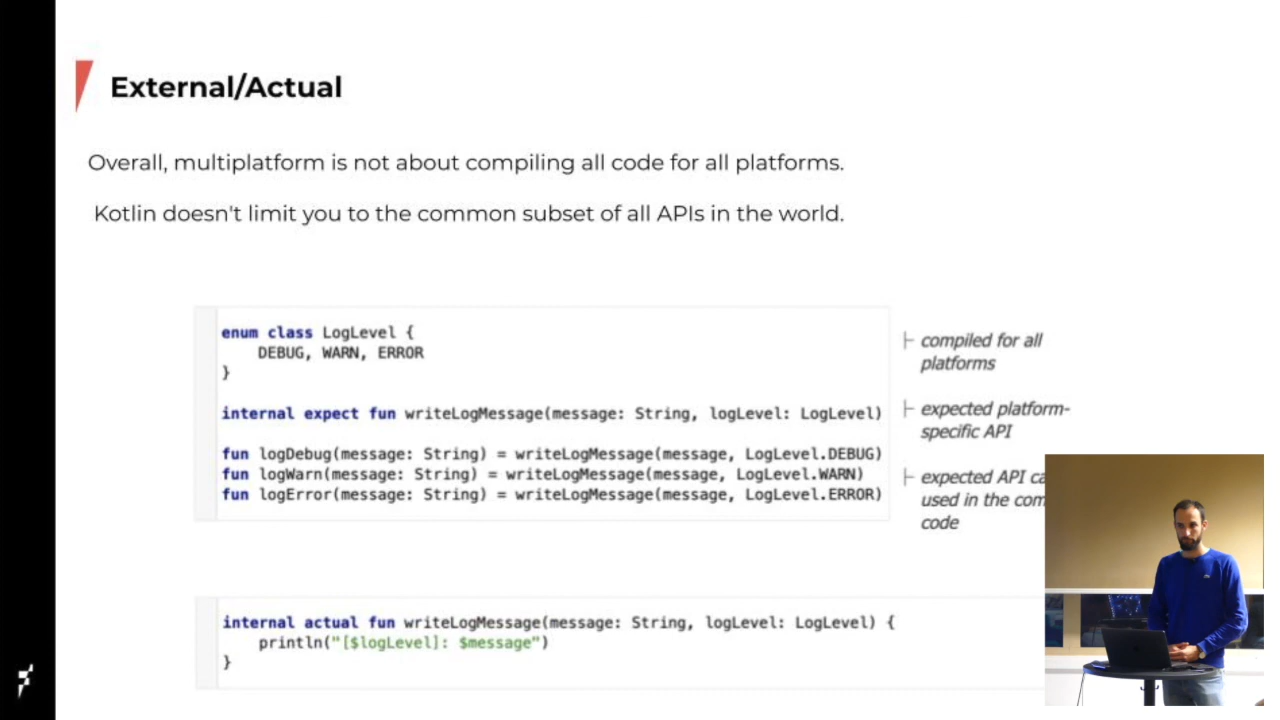 External/Actual
Overall, multiplatform is not about compiling all code for all platforms.
Kotlin doesn't limit you to the common subset of all APIs in the world.
enum class LogLevel {
    DEBUG, WARN, ERROR
}
internal expect fun writeLogMessage(message: String, logLevel: LogLevel)
fun logDebug(message: String) = writeLogMessage(message, LogLevel.DEBUG)
fun logWarn(message: String) = writeLogMessage(message, LogLevel.WARN)
fun logError(message: String) = writeLogMessage(message, LogLevel.ERROR)
compiled for all
platforms
expected platform-
specific API
expected API
used in the
code
internal actual fun writeLogMessage(message: String, logLevel: LogLevel) {
    println("[$logLevel]: $message")
}